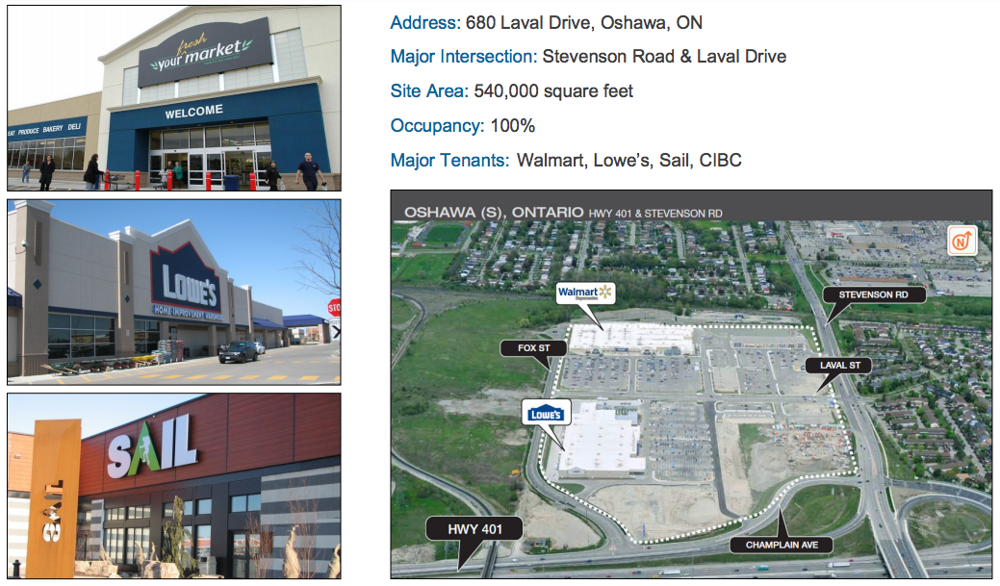 fresh
your market
WELCOME
EAT PRODUCE BAKERY DELI
LOWE'S
HOME IMPROVEMENT WAREHOUSE
STO
SAIL
SAIL
Address: 680 Laval Drive, Oshawa, ON
Major Intersection: Stevenson Road & Laval Drive
Site Area: 540,000 square feet
Occupancy: 100%
Major Tenants: Walmart, Lowe's, Sail, CIBC
OSHAWA (S), ONTARIO HWY 401 & STEVENSON RD
N
Walmart
Supercentre
STEVENSON RD
FOX ST
LAVAL ST
LOWE'S
HWY 401
CHAMPLAIN AVE